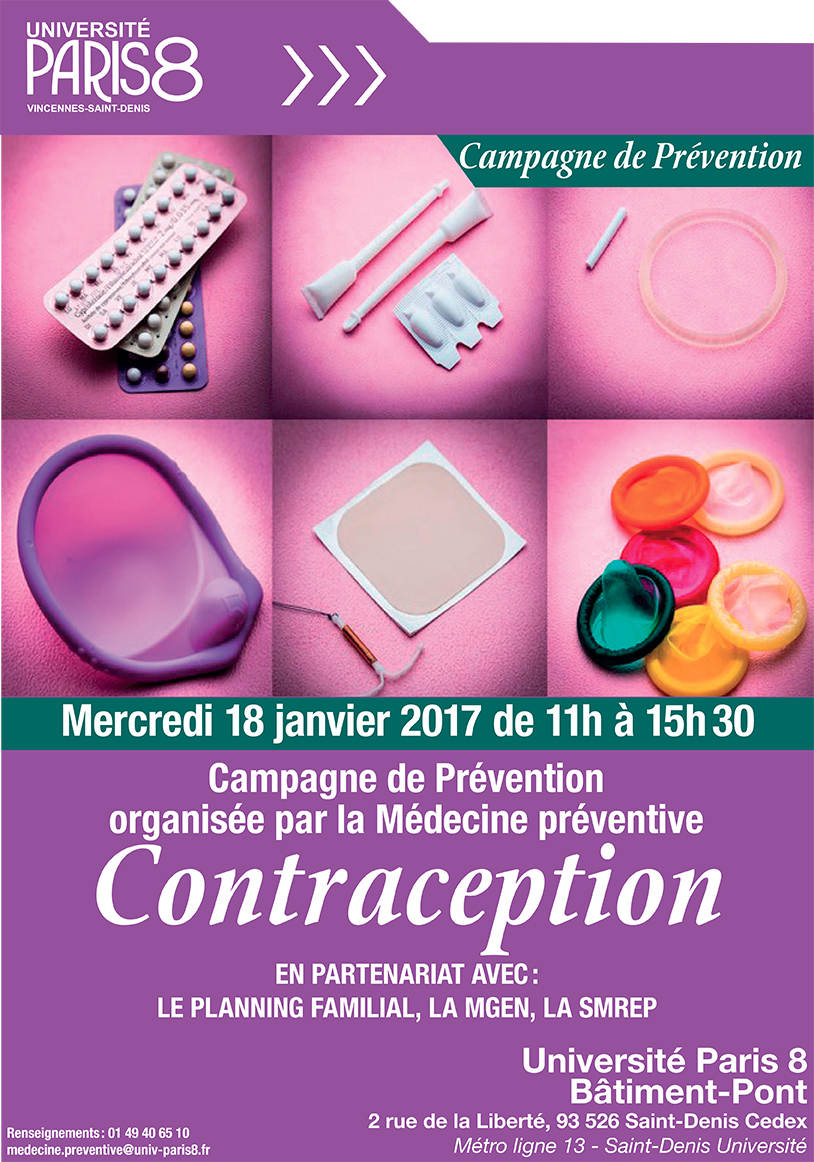 UNIVERSITÉ
PARIS8
VINCENNES-SAINT-DENIS
Campagne de Prévention
Mercredi 18 janvier 2017 de 11h à 15h30
Campagne de Prévention
organisée par la Médecine préventive
Contraception
EN PARTENARIAT AVEC :
LE PLANNING FAMILIAL, LA MGEN, LA SMREP
Université Paris 8
Bâtiment-Pont
2 rue de la Liberté, 93 526 Saint-Denis Cedex
Métro ligne 13 - Saint-Denis Université
Renseignements : 01 49 40 65 10
medecine.preventive@univ-paris8.fr